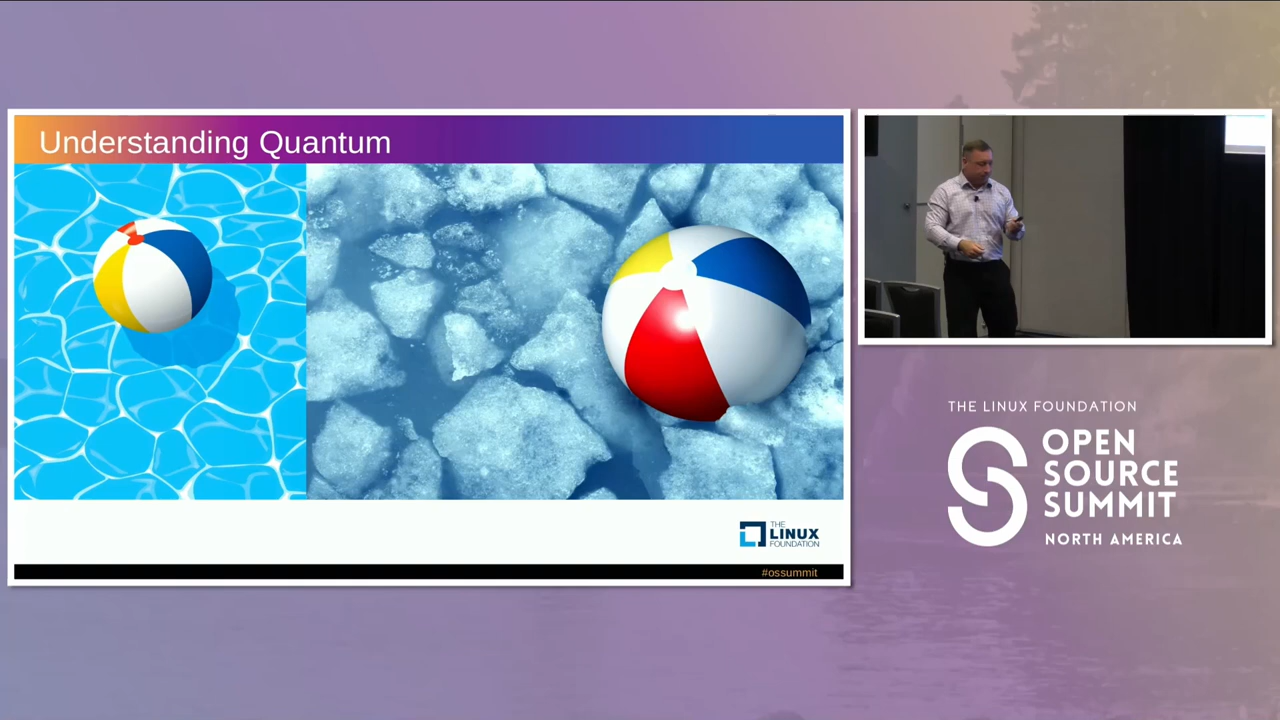 Understanding Quantum
THE
LINUX
FOUNDATION
#ossummit
THE LINUX FOUNDATION
OPEN
SOURCE
SUMMIT
NORTH AMERICA